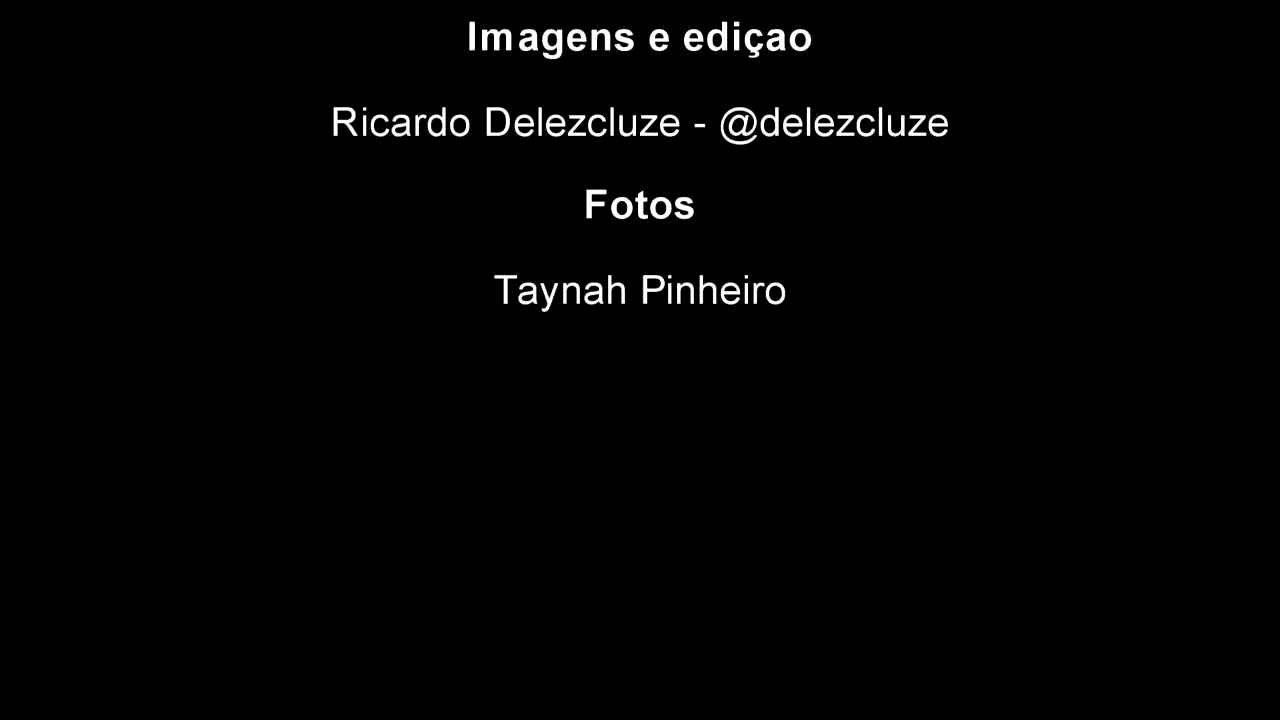 Imagens e ediçao
Ricardo Delezcluze - @delezcluze
Fotos
Taynah Pinheiro